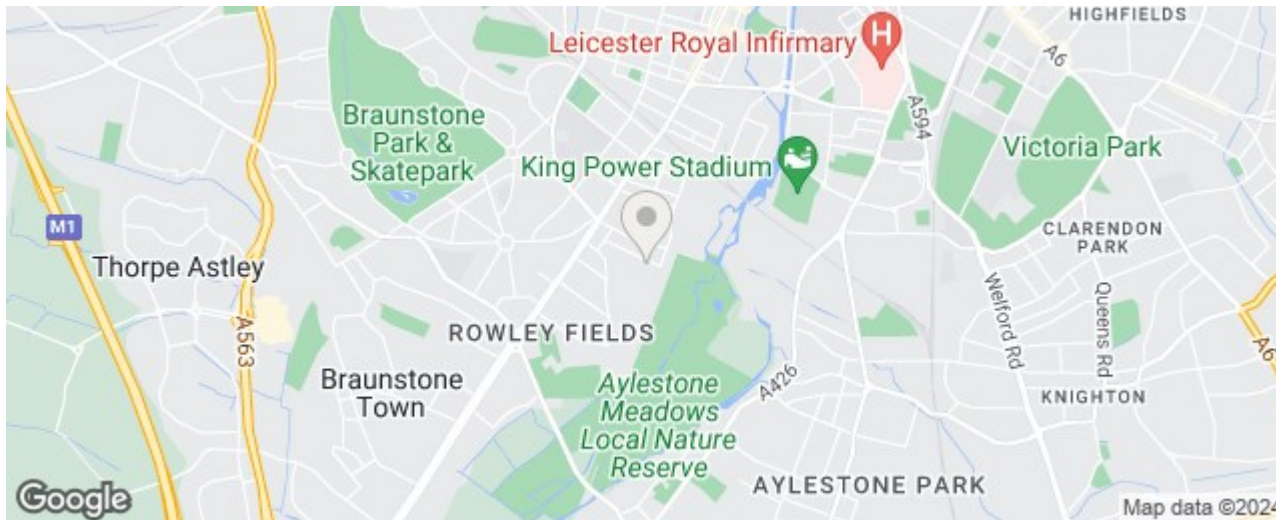 HIGHFIELDS
Leicester Royal Infirmary
H
A6
Braunstone
Park &
Skatepark
A594
King Power Stadium
Victoria Park
M1
CLARENDON
PARK
Thorpe Astley
Welford Rd
Queens Rd
A563
ROWLEY FIELDS
A6
Braunstone
Town
Aylestone
Meadows
Local Nature
Reserve
A426
KNIGHTON
AYLESTONE PARK
Google
Map data ©2024